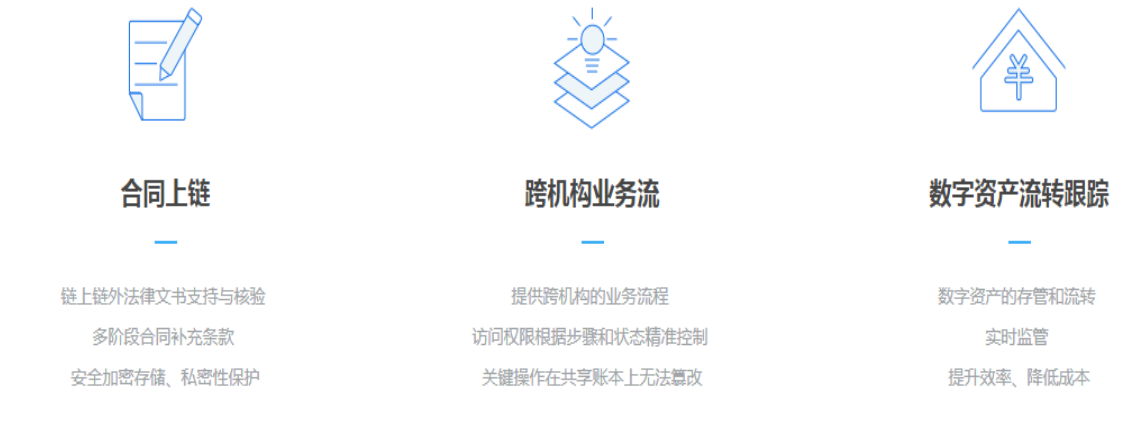 合同上链
链上链外法律文书支持与核验
多阶段合同补充条款
安全加密存储、私密性保护
跨机构业务流
提供跨机构的业务流程
访问权限根据步骤和状态精准控制
关键操作在共享账本上无法篡改
¥
数字资产流转跟踪
数字资产的存管和流转
实时监管
提升效率、降低成本